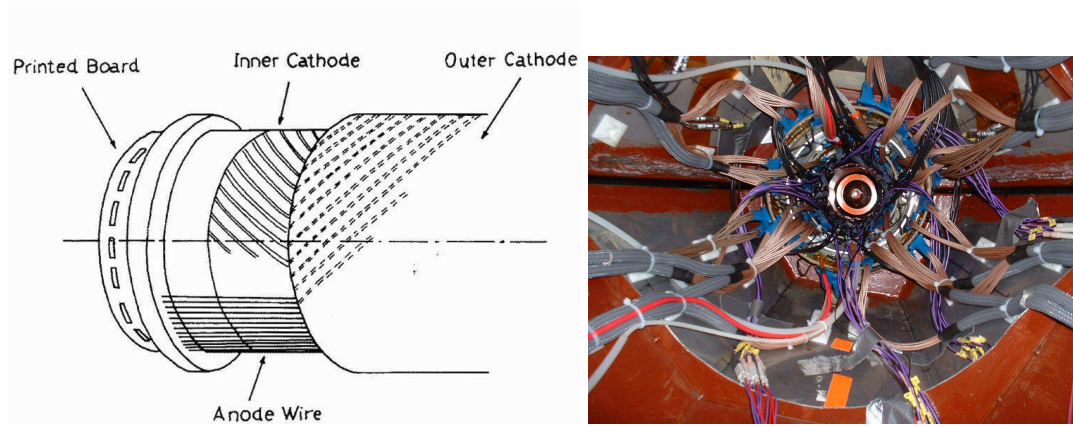 Printed Board
Inner Cathode
Outer Cathode
Anode Wire